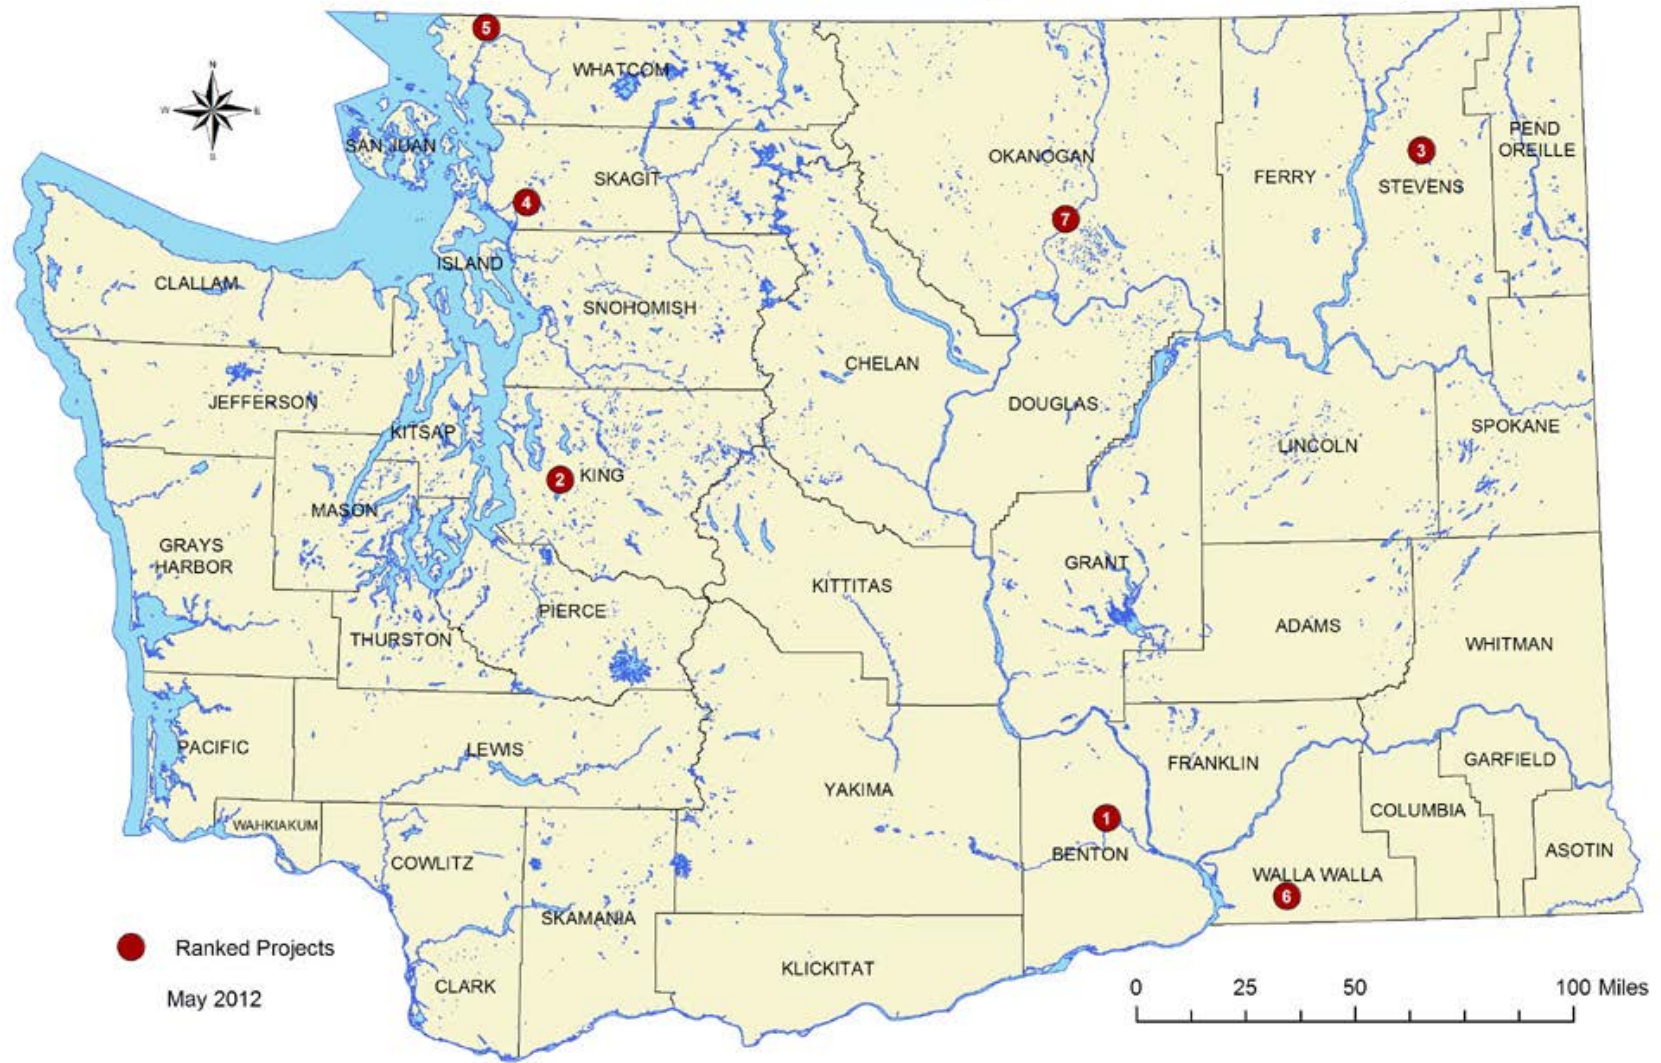 N
W
E
S
5
WHATCOM
SAN JUAN
SKAGIT
4
OKANOGAN
7
FERRY
3
STEVENS
PEND
OREILLE
CLALLAM
ISLAND
SNOHOMISH
CHELAN
DOUGLAS
JEFFERSON
KITSAP
LINCOLN
SPOKANE
2
KING
MASON
GRAYS
HARBOR
GRANT
KITTITAS
PIERCE
THURSTON
ADAMS
WHITMAN
PACIFIC
LEWIS
YAKIMA
FRANKLIN
GARFIELD
COLUMBIA
WAHKIAKUM
1
BENTON
ASOTIN
COWLITZ
WALLA WALLA
6
SKAMANIA
KLICKITAT
CLARK
Ranked Projects
May 2012
0 25 50 100 Miles